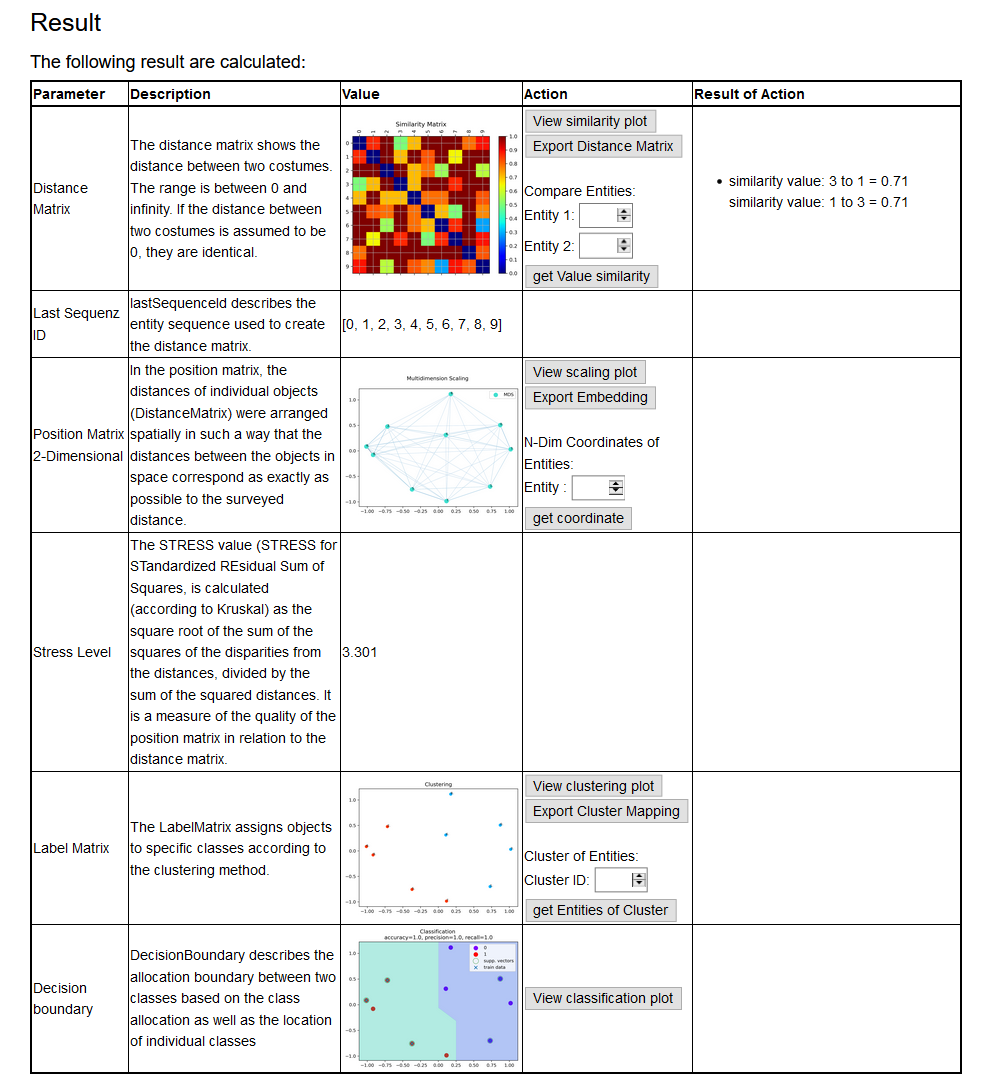 Result
The following result are calculated:
Parameter
Description
Value
Action
Result of Action
Distance
Matrix
The distance matrix shows the
distance between two costumes.
The range is between 0 and
infinity. If the distance between
two costumes is assumed to be
0, they are identical.
Similarity Matrix
0 1 2 3 4 5 6 7 8 9
0
1
2
3
4
5
6
7
8
9
1.0
0.9
0.8
0.7
0.6
0.5
0.4
0.3
0.2
0.1
0.0
View similarity plot
Export Distance Matrix
Compare Entities:
Entity 1:
Entity 2:
get Value similarity
• similarity value: 3 to 1 = 0.71
similarity value: 1 to 3 = 0.71
Last Sequenz
ID
lastSequenceId describes the
entity sequence used to create
the distance matrix.
[0, 1, 2, 3, 4, 5, 6, 7, 8, 9]
Position Matrix
2-Dimensional
In the position matrix, the
distances of individual objects
(DistanceMatrix) were arranged
spatially in such a way that the
distances between the objects in
space correspond as exactly as
possible to the surveyed
distance.
Multidimension Scaling
MDS
1.0
0.5
0.0
−0.5
−1.0
−1.00 −0.75 −0.50 −0.25 0.00 0.25 0.50 0.75 1.00
View scaling plot
Export Embedding
N-Dim Coordinates of
Entities:
Entity :
get coordinate
Stress Level
The STRESS value (STRESS for
STandardized REsidual Sum of
Squares, is calculated
(according to Kruskal) as the
square root of the sum of the
squares of the disparities from
the distances, divided by the
sum of the squared distances. It
is a measure of the quality of the
position matrix in relation to the
distance matrix.
3.301
Label Matrix
The LabelMatrix assigns objects
to specific classes according to
the clustering method.
Clustering
1.0
0.5
0.0
−0.5
−1.0
−1.00 −0.75 −0.50 −0.25 0.00 0.25 0.50 0.75 1.00
View clustering plot
Export Cluster Mapping
Cluster of Entities:
Cluster ID:
get Entities of Cluster
Decision
boundary
DecisionBoundary describes the
allocation boundary between two
classes based on the class
allocation as well as the location
of individual classes
Classification
accuracy=1.0, precision=1.0, recall=1.0
0
1
supp. vectors
train data
1.0
0.5
0.0
−0.5
−1.0
−1.00 −0.75 −0.50 −0.25 0.00 0.25 0.50 0.75 1.00
View classification plot